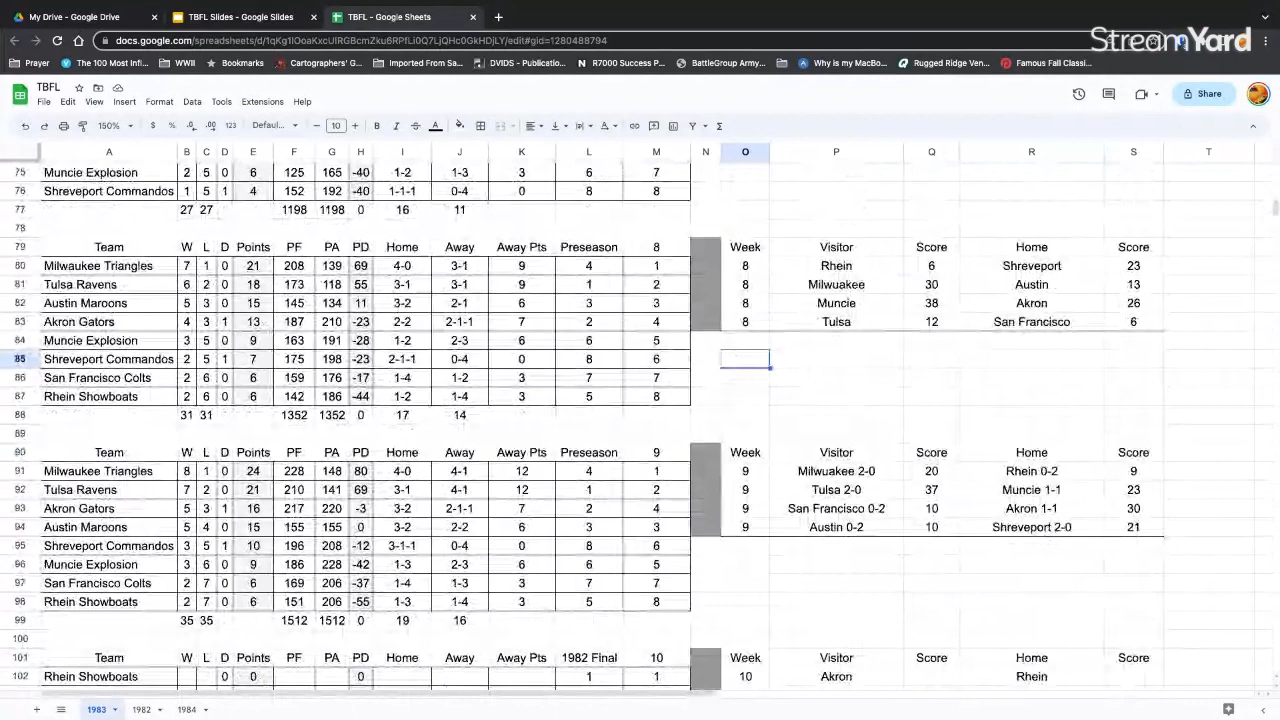 My Drive - Google Drive × TBFL Slides - Google Slides × TBFL - Google Sheets × +
docs.google.com/spreadsheets/d/1qKg1IOoaKxcUlRGBcmZku6RPfLi0Q7LjQHc0GkHDjLY/edit#gid=1280488794
StreamYard
Prayer The 100 Most Infl... WWII Bookmarks Cartographers' G... Imported From Sa... DVIDS - Publicatio... R7000 Success P... BattleGroup Army... Why is my MacBo... Rugged Ridge Ven... Famous Fall Classi...
TBFL
File Edit View Insert Format Data Tools Extensions Help
Share
150% $ % .0 .00 123 Defaul... - 10 + B I S A
A B C D E F G H I J K L M N O P Q R S T
75 Muncie Explosion 2 5 0 6 125 165 -40 1-2 1-3 3 6 7
76 Shreveport Commandos 1 5 1 4 152 192 -40 1-1-1 0-4 0 8 8
77 27 27 1198 1198 0 16 11
78
79 Team W L D Points PF PA PD Home Away Away Pts Preseason 8 Week Visitor Score Home Score
80 Milwaukee Triangles 7 1 0 21 208 139 69 4-0 3-1 9 4 1 8 Rhein 6 Shreveport 23
81 Tulsa Ravens 6 2 0 18 173 118 55 3-1 3-1 9 1 2 8 Milwaukee 30 Austin 13
82 Austin Maroons 5 3 0 15 145 134 11 3-2 2-1 6 3 3 8 Muncie 38 Akron 26
83 Akron Gators 4 3 1 13 187 210 -23 2-2 2-1-1 7 2 4 8 Tulsa 12 San Francisco 6
84 Muncie Explosion 3 5 0 9 163 191 -28 1-2 2-3 6 6 5
85 Shreveport Commandos 2 5 1 7 175 198 -23 2-1-1 0-4 0 8 6
86 San Francisco Colts 2 6 0 6 159 176 -17 1-4 1-2 3 7 7
87 Rhein Showboats 2 6 0 6 142 186 -44 1-2 1-4 3 5 8
88 31 31 1352 1352 0 17 14
89
90 Team W L D Points PF PA PD Home Away Away Pts Preseason 9 Week Visitor Score Home Score
91 Milwaukee Triangles 8 1 0 24 228 148 80 4-0 4-1 12 4 1 9 Milwuakee 2-0 20 Rhein 0-2 9
92 Tulsa Ravens 7 2 0 21 210 141 69 3-1 4-1 12 1 2 9 Tulsa 2-0 37 Muncie 1-1 23
93 Akron Gators 5 3 1 16 217 220 -3 3-2 2-1-1 7 2 4 9 San Francisco 0-2 10 Akron 1-1 30
94 Austin Maroons 5 4 0 15 155 155 0 3-2 2-2 6 3 3 9 Austin 0-2 10 Shreveport 2-0 21
95 Shreveport Commandos 3 5 1 10 196 208 -12 3-1-1 0-4 0 8 6
96 Muncie Explosion 3 6 0 9 186 228 -42 1-3 2-3 6 6 5
97 San Francisco Colts 2 7 0 6 169 206 -37 1-4 1-3 3 7 7
98 Rhein Showboats 2 7 0 6 151 206 -55 1-3 1-4 3 5 8
99 35 35 1512 1512 0 19 16
100
101 Team W L D Points PF PA PD Home Away Away Pts 1982 Final 10 Week Visitor Score Home Score
102 Rhein Showboats 0 0 0 1 1 10 Akron Rhein
+ 1983 1982 1984